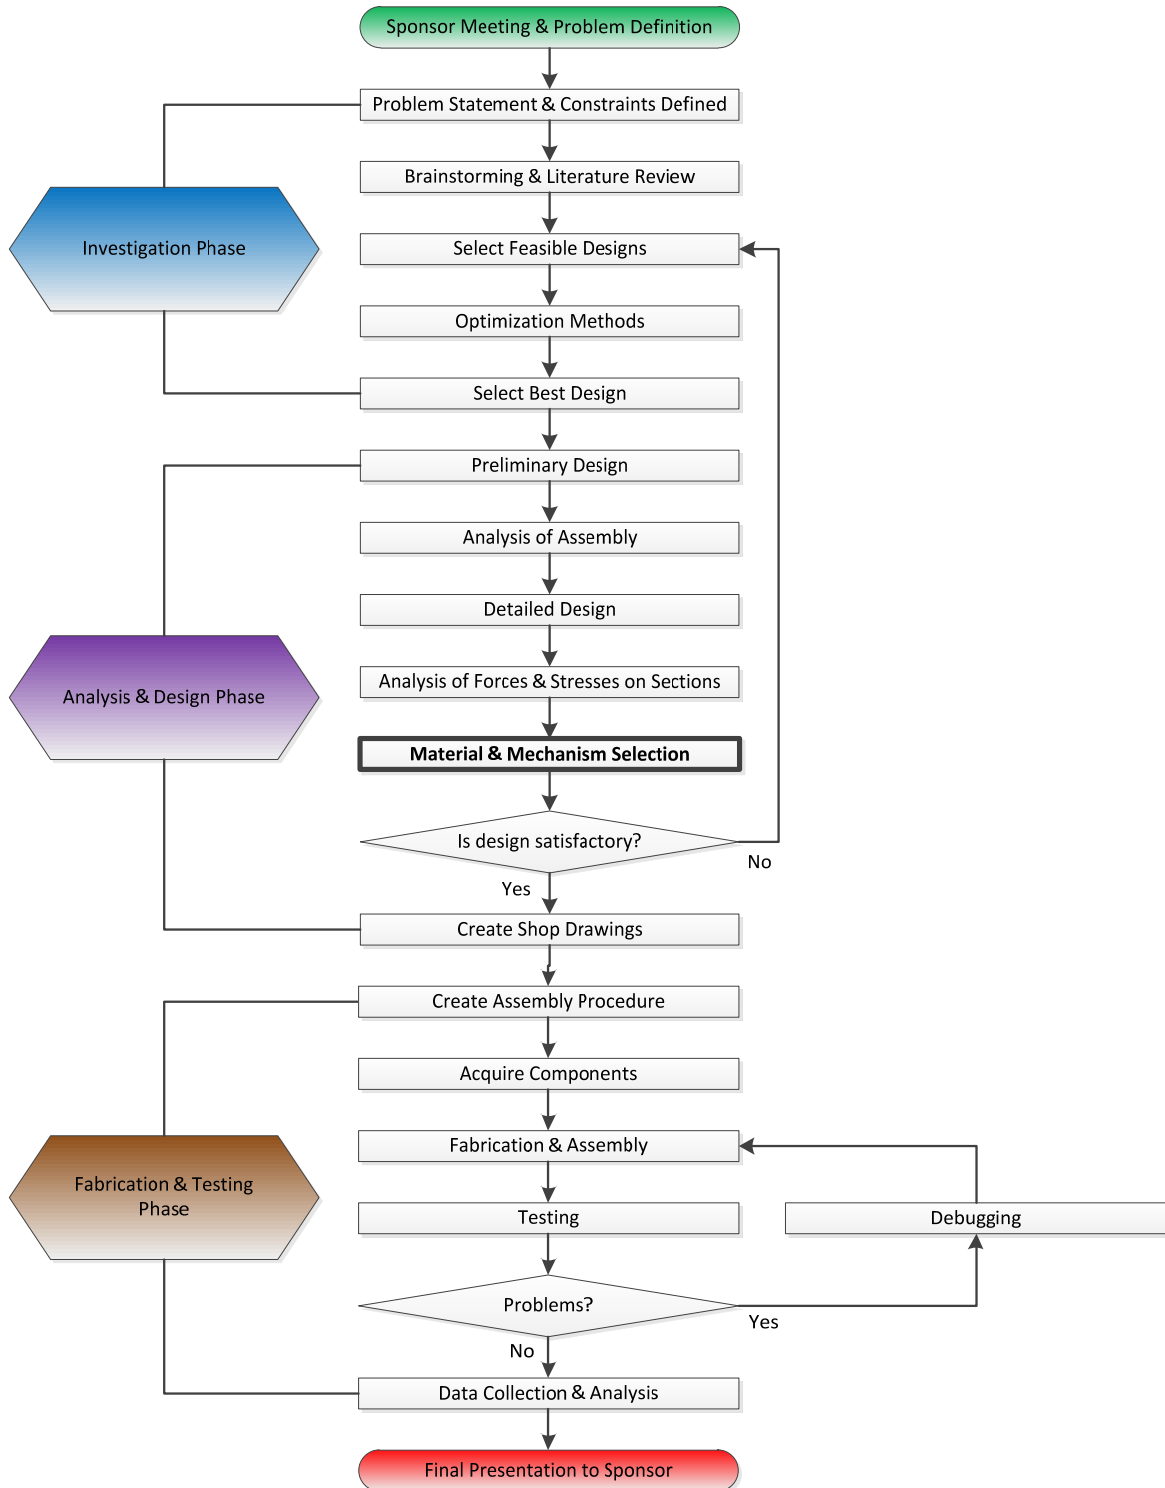 Sponsor Meeting & Problem Definition
Problem Statement & Constraints Defined
Brainstorming & Literature Review
Investigation Phase
Select Feasible Designs
Optimization Methods
Select Best Design
Preliminary Design
Analysis of Assembly
Detailed Design
Analysis of Forces & Stresses on Sections
Analysis & Design Phase
Material & Mechanism Selection
Is design satisfactory?
No
Yes
Create Shop Drawings
Create Assembly Procedure
Acquire Components
Fabrication & Assembly
Fabrication & Testing
Phase
Testing
Debugging
Problems?
Yes
No
Data Collection & Analysis
Final Presentation to Sponsor